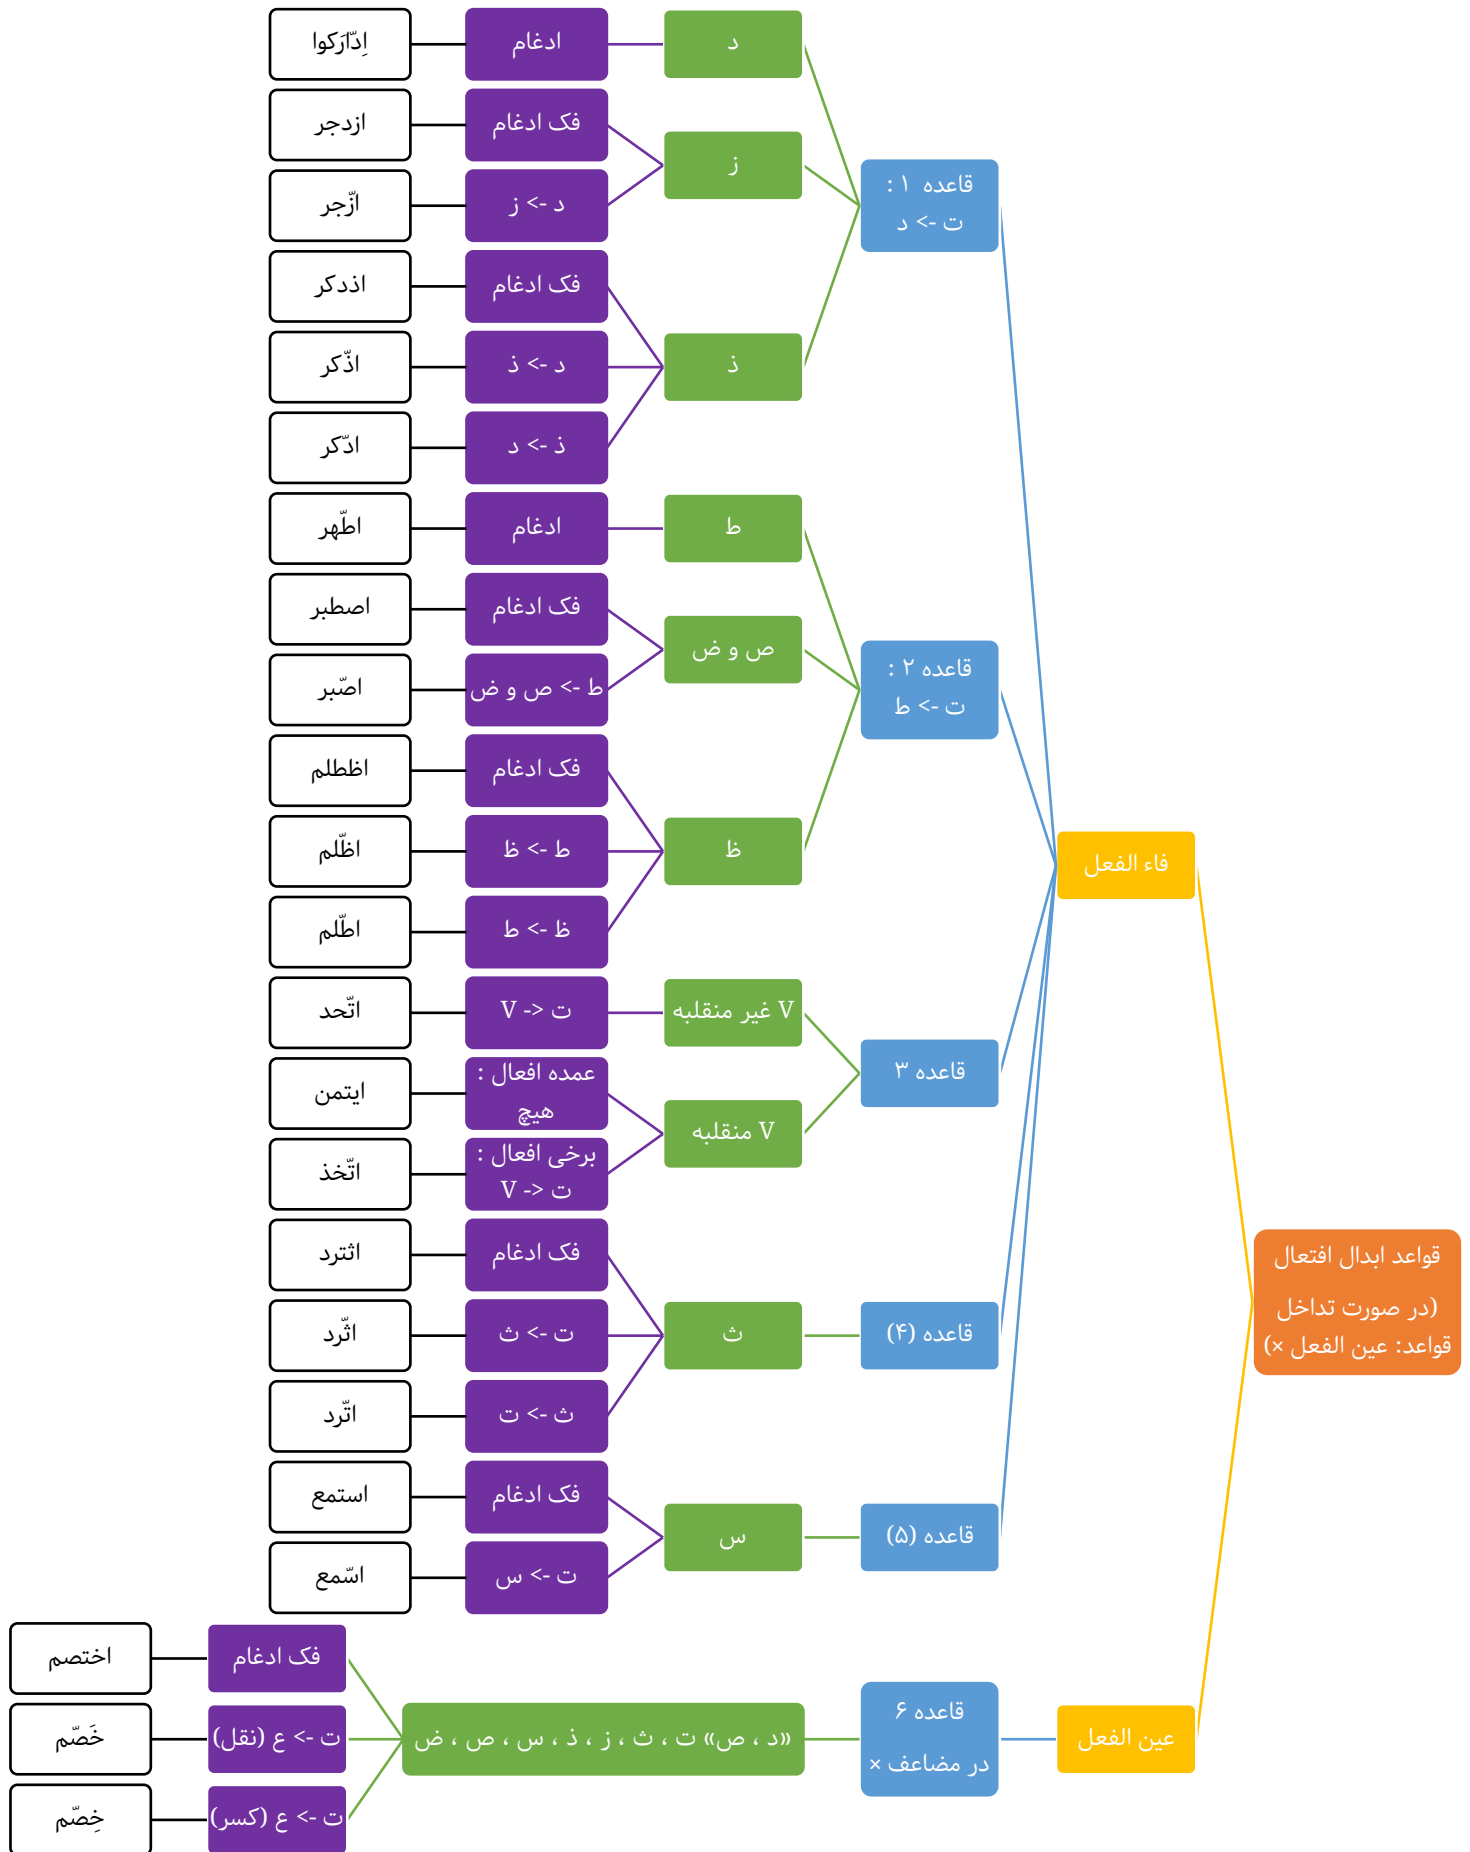 قواعد ابدال افتعال
(در صورت تداخل
قواعد: عین الفعل ×)
فاء الفعل
قاعده ۱ :
ت -> د
د
ادغام
اِدّارَکوا
ز
فک ادغام
ازدجر
د -> ز
ازّجر
ذ
فک ادغام
اذدکر
د -> ذ
اذّکر
ذ -> د
ادّکر
قاعده ۲ :
ت -> ط
ط
ادغام
اطّهر
ص و ض
فک ادغام
اصطبر
ط -> ص و ض
اصّبر
ظ
فک ادغام
اظطلم
ط -> ظ
اظّلم
ظ -> ط
اطّلم
قاعده ۳
V غیر منقلبه
V -> ت
اتّحد
V منقلبه
عمده افعال :
هیچ
ایتمن
برخی افعال :
V -> ت
اتّخذ
قاعده (۴)
ث
فک ادغام
اثترد
ت -> ث
اثّرد
ث -> ت
اتّرد
قاعده (۵)
س
فک ادغام
استمع
ت -> س
اسّمع
عین الفعل
قاعده ۶
در مضاعف ×
«د ، ص» ت ، ث ، ز ، ذ ، س ، ص ، ض
فک ادغام
اختصم
ت -> ع (نقل)
خَصّم
ت -> ع (کسر)
خِصّم